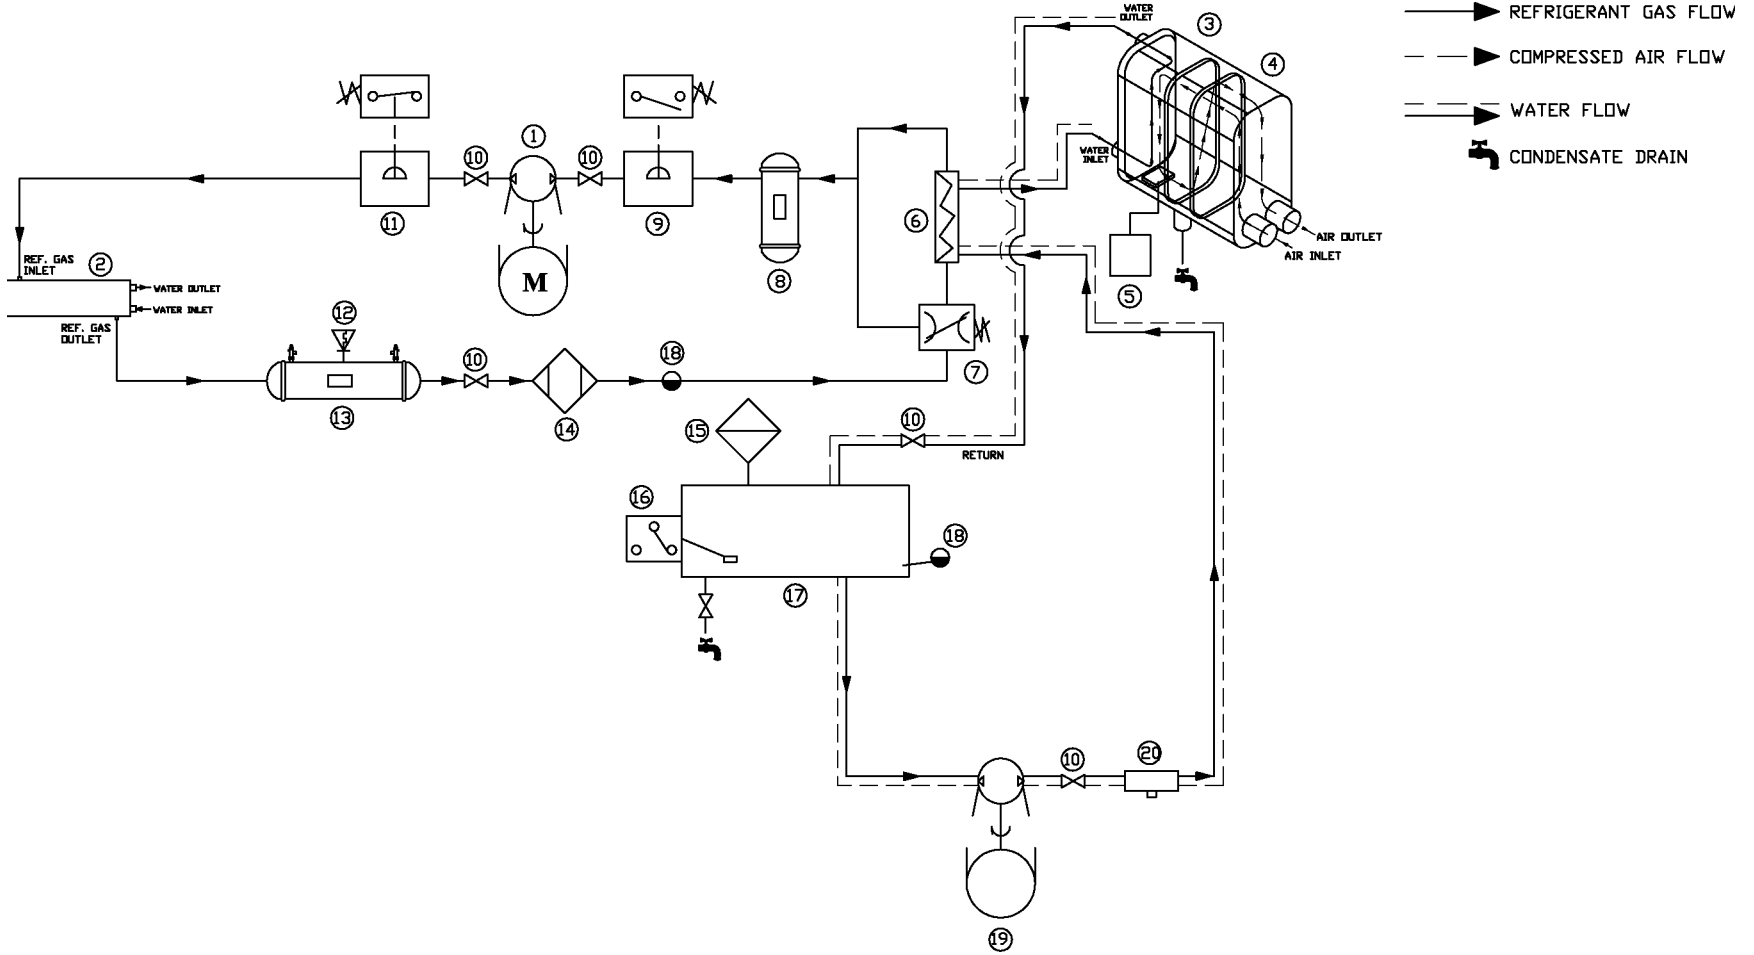 WATER
OUTLET
3
REFRIGERANT GAS FLOW
4
COMPRESSED AIR FLOW
WATER FLOW
CONDENSATE DRAIN
1
10
10
WATER
INLET
11
9
6
8
AIR OUTLET
AIR INLET
5
REF. GAS
INLET
2
WATER OUTLET
WATER INLET
M
REF. GAS
OUTLET
12
10
18
7
13
14
15
10
RETURN
16
18
17
10
20
19